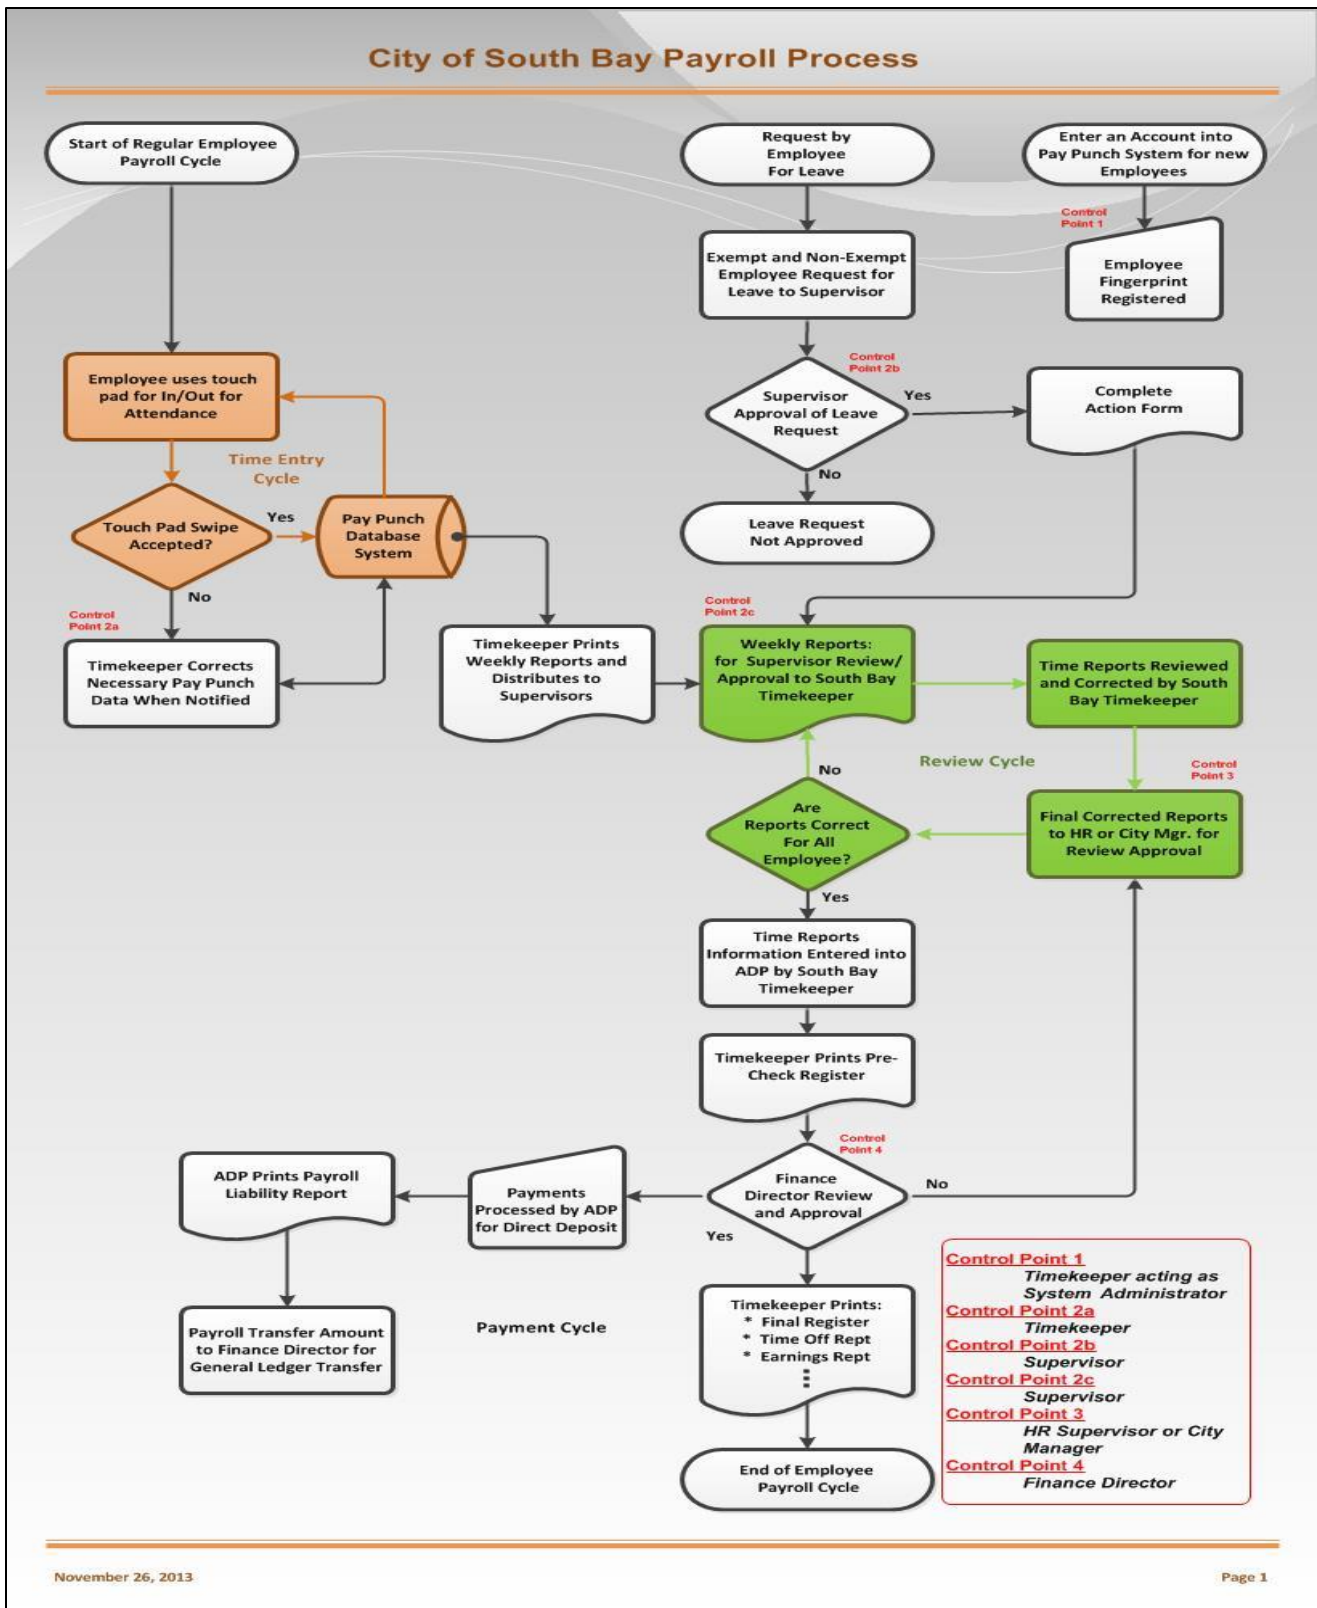 City of South Bay Payroll Process
Start of Regular Employee
Payroll Cycle
Request by
Employee
For Leave
Enter an Account into
Pay Punch System for new
Employees
Control
Point 1
Employee
Fingerprint
Registered
Exempt and Non-Exempt
Employee Request for
Leave to Supervisor
Employee uses touch
pad for In/Out for
Attendance
Control
Point 2b
Supervisor
Approval of Leave
Request
Yes
Complete
Action Form
No
Leave Request
Not Approved
Time Entry
Cycle
Touch Pad Swipe
Accepted?
Yes
Pay Punch
Database
System
No
Control
Point 2a
Timekeeper Corrects
Necessary Pay Punch
Data When Notified
Timekeeper Prints
Weekly Reports and
Distributes to
Supervisors
Control
Point 2c
Weekly Reports:
for Supervisor Review/
Approval to South Bay
Timekeeper
Time Reports Reviewed
and Corrected by South
Bay Timekeeper
Review Cycle
Control
Point 3
No
Are
Reports Correct
For All
Employee?
Final Corrected Reports
to HR or City Mgr. for
Review Approval
Yes
Time Reports
Information Entered into
ADP by South Bay
Timekeeper
Timekeeper Prints Pre-
Check Register
Control
Point 4
Finance
Director Review
and Approval
No
Yes
Payments
Processed by ADP
for Direct Deposit
ADP Prints Payroll
Liability Report
Payroll Transfer Amount
to Finance Director for
General Ledger Transfer
Payment Cycle
Timekeeper Prints:
* Final Register
* Time Off Rept
* Earnings Rept
End of Employee
Payroll Cycle
Control Point 1
Timekeeper acting as
System Administrator
Control Point 2a
Timekeeper
Control Point 2b
Supervisor
Control Point 2c
Supervisor
Control Point 3
HR Supervisor or City
Manager
Control Point 4
Finance Director
November 26, 2013
Page 1